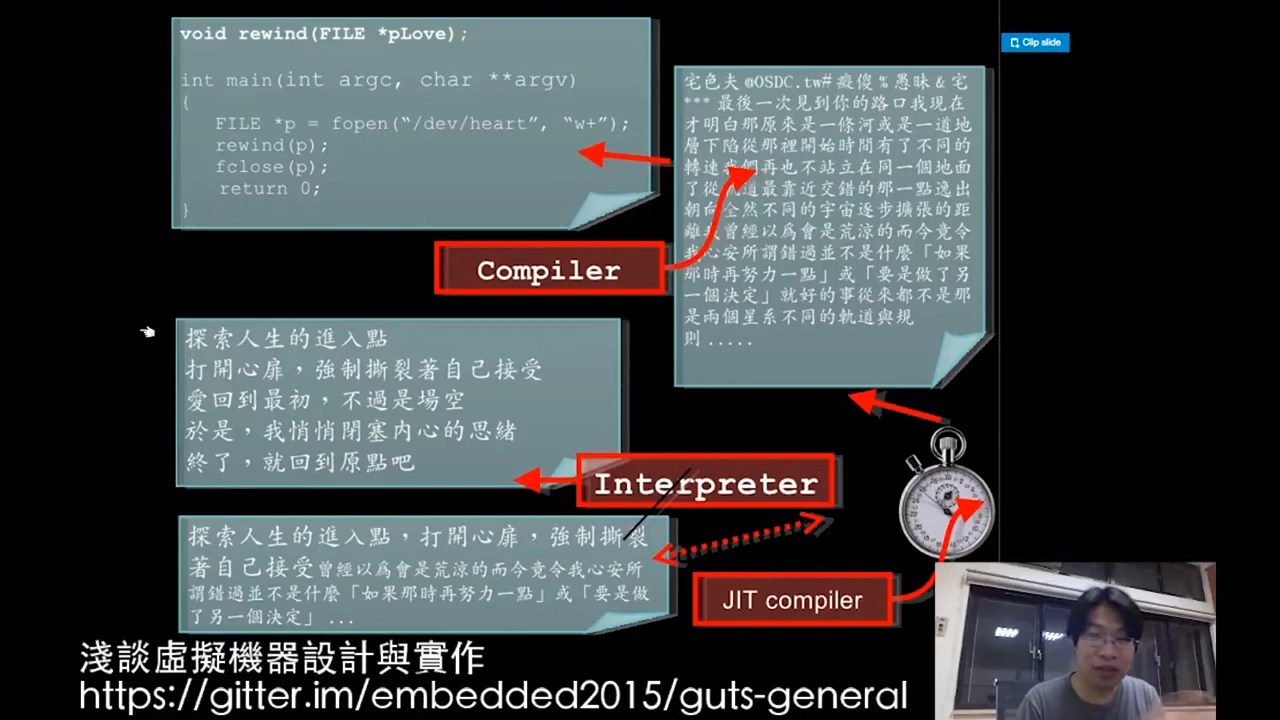 void rewind(FILE *pLove);
int main(int argc, char **argv)
{
FILE *p = fopen(“/dev/heart”, “w+”);
rewind(p);
fclose(p);
return 0;
}
Clip slide
宅色夫@OSDC.tw#癡傻%愚昧&宅
***最後一次見到你的路口我現在
才明白那原來是一條河或是一道地
層下陷從那裡開始時間有了不同的
轉速我們再也不站立在同一個地面
了從軌道最靠近交錯的那一點逸出
朝向全然不同的宇宙逐步擴張的距
離我曾經以為會是荒涼的而今竟令
我心安所謂錯過並不是什麼「如果
那時再努力一點」或「要是做了另
一個決定」就好的事從來都不是那
是兩個星系不同的軌道與規
則.....
Compiler
探索人生的進入點
打開心扉，強制撕裂著自己接受
愛回到最初，不過是場空
於是，我悄悄閉塞內心的思緒
終了，就回到原點吧
Interpreter
探索人生的進入點，打開心扉，強制撕裂
著自己接受曾經以為會是荒涼的而今竟令我心安所
謂錯過並不是什麼「如果那時再努力一點」或「要是做
了另一個決定」...
JIT compiler
淺談虛擬機器設計與實作
https://gitter.im/embedded2015/guts-general